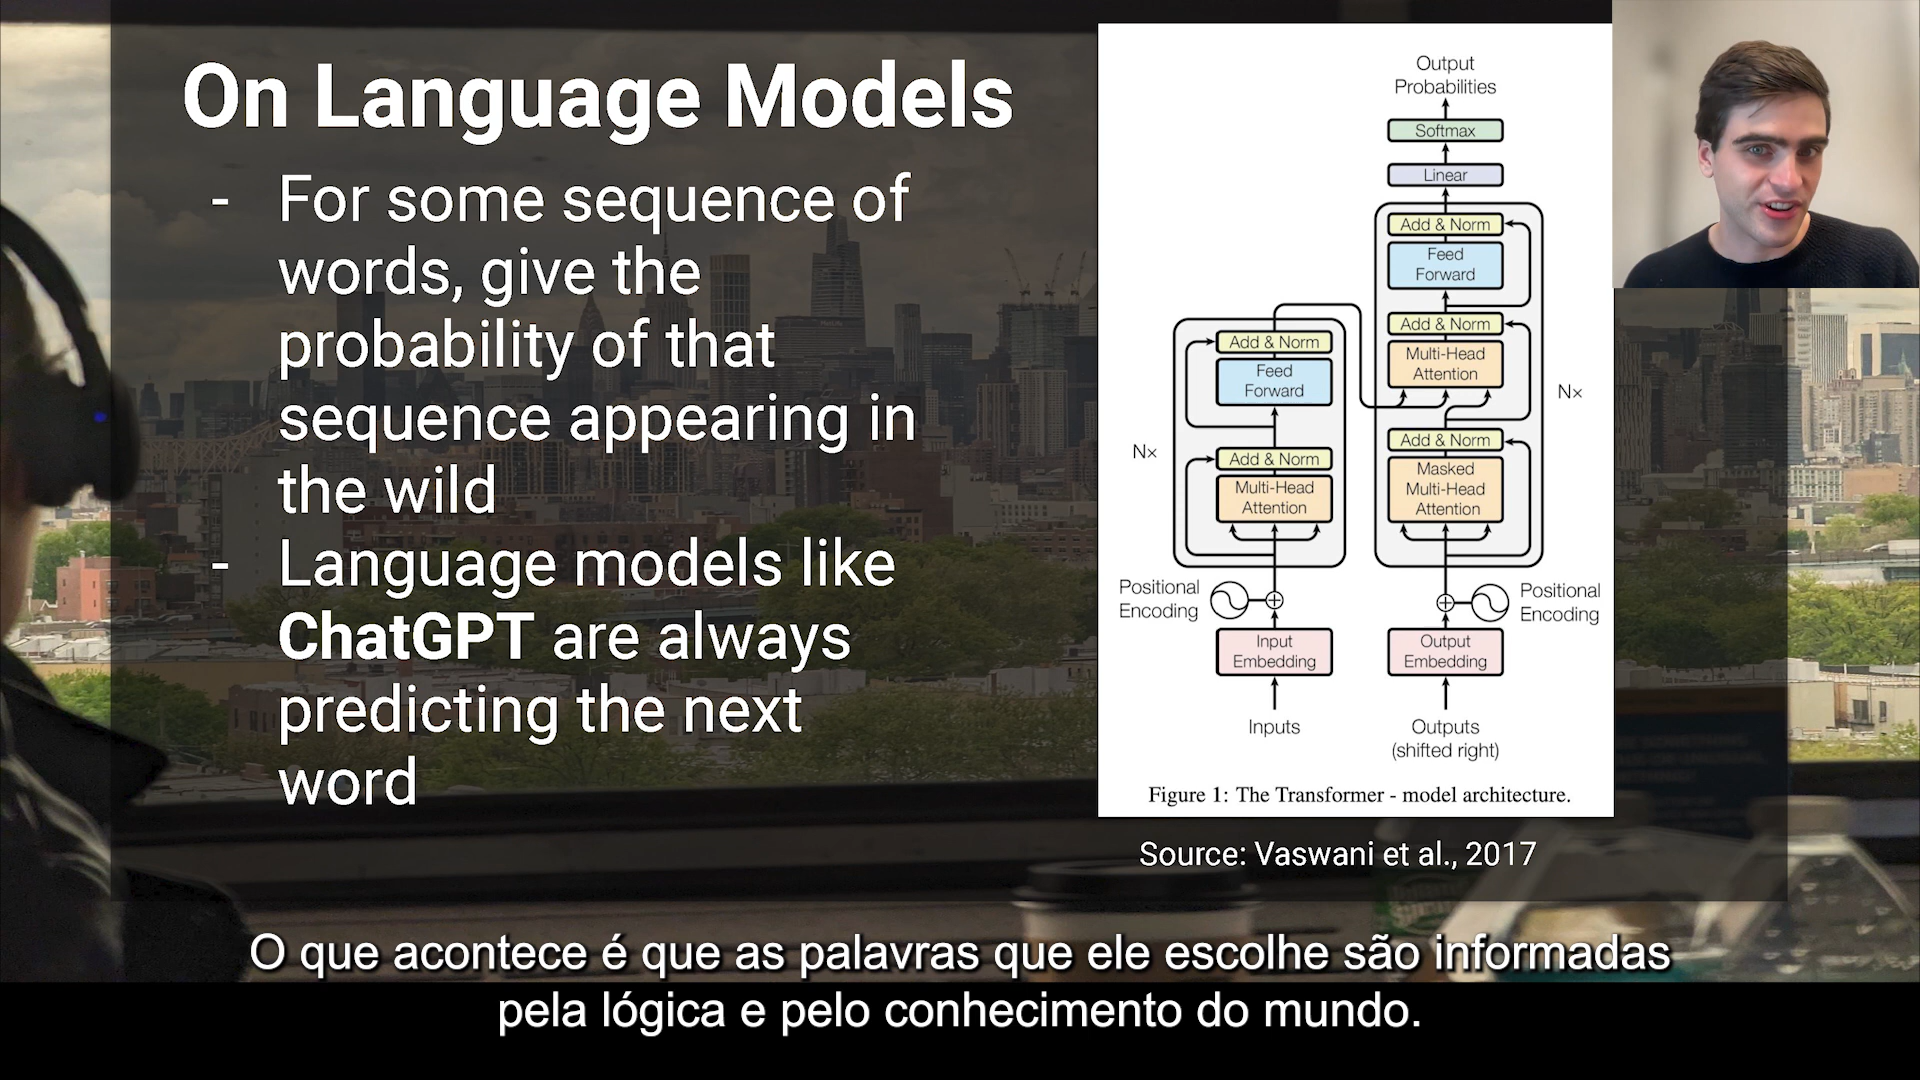 On Language Models
- For some sequence of
words, give the
probability of that
sequence appearing in
the wild
- Language models like
ChatGPT are always
predicting the next
word
Output
Probabilities
Softmax
Linear
Add & Norm
Feed
Forward
Add & Norm
Multi-Head
Attention
Nx
Add & Norm
Masked
Multi-Head
Attention
Add & Norm
Feed
Forward
Nx
Add & Norm
Multi-Head
Attention
Positional
Encoding
Positional
Encoding
Input
Embedding
Output
Embedding
Inputs
Outputs
(shifted right)
Figure 1: The Transformer - model architecture.
Source: Vaswani et al., 2017
O que acontece é que as palavras que ele escolhe são informadas
pela lógica e pelo conhecimento do mundo.